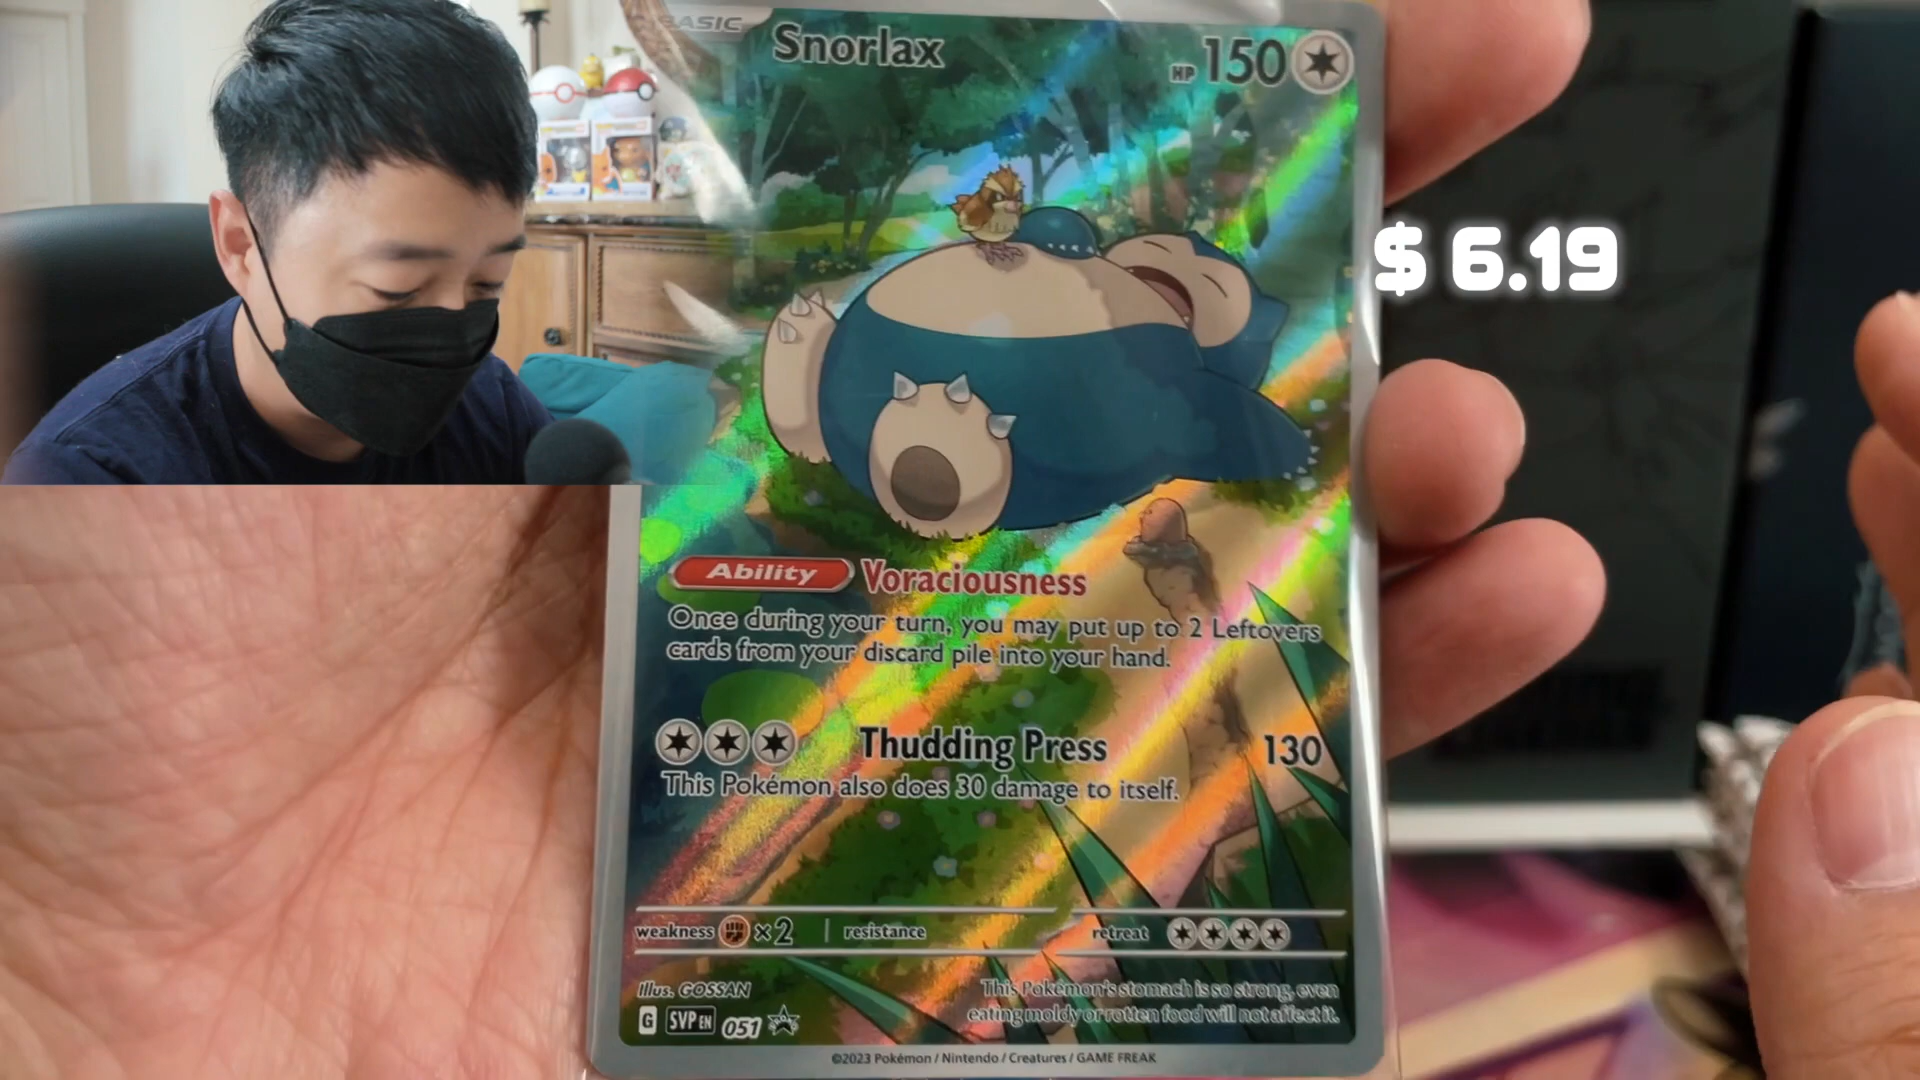 BASIC
Snorlax
HP 150
$ 6.19
Ability Voraciousness
Once during your turn, you may put up to 2 Leftovers
cards from your discard pile into your hand.
Thudding Press 130
This Pokémon also does 30 damage to itself.
weakness ×2 resistance retreat
Illus. GOSSAN
This Pokémon's stomach is so strong, even
eating moldy or rotten food will not affect it.
G SVP EN 051
©2023 Pokémon / Nintendo / Creatures / GAME FREAK